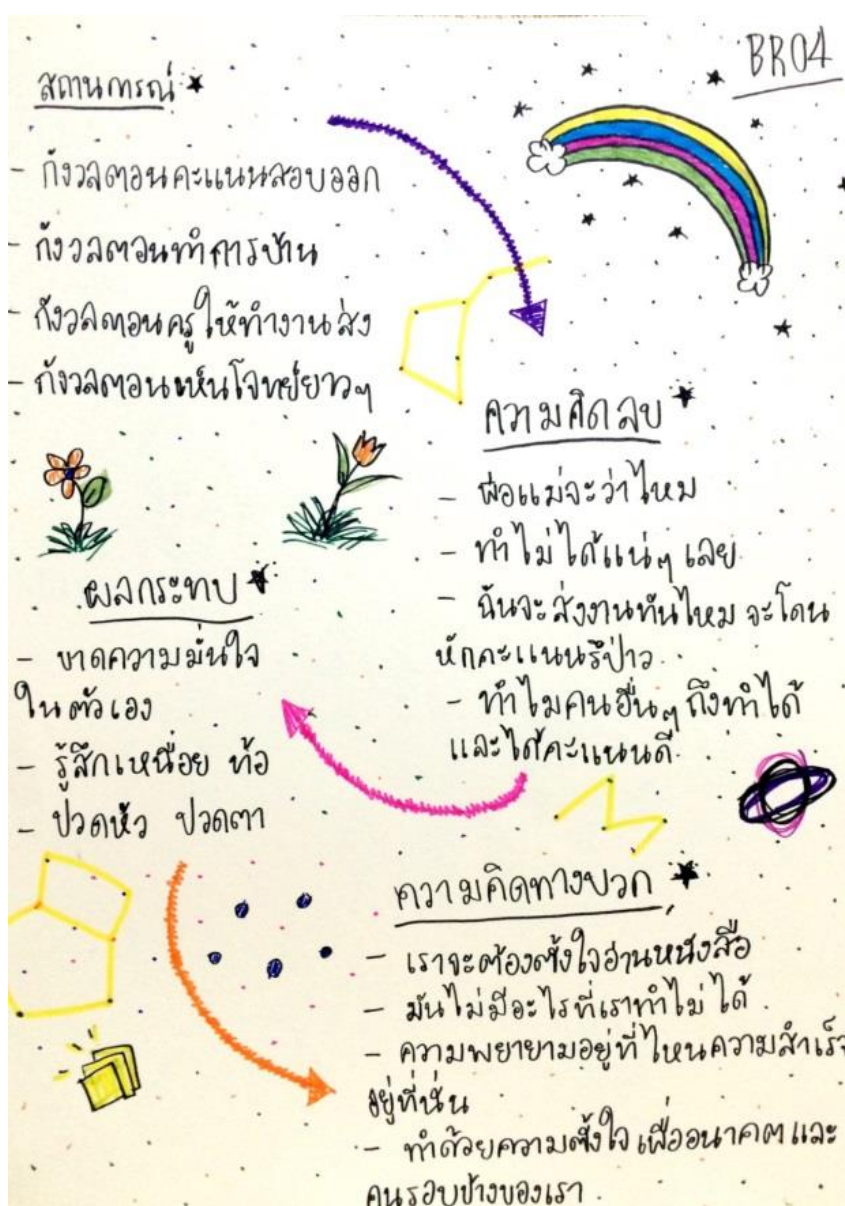 BR04
สถานการณ์
- กังวลตอนคะแนนสอบออก
- กังวลตอนทำการบ้าน
- กังวลตอนครูให้ทำงานส่ง
- กังวลตอนเห็นโจทย์ยาวๆ
ความคิดลบ
- พ่อแม่จะว่าไหม
- ทำไม่ได้แน่ๆ เลย
- ฉันจะส่งงานทันไหม จะโดน
หักคะแนนรึป่าว
- ทำไมคนอื่นๆ ถึงทำได้
และได้คะแนนดี
ผลกระทบ
- ขาดความมั่นใจ
ในตัวเอง
- รู้สึกเหนื่อย ท้อ
- ปวดหัว ปวดตา
ความคิดทางบวก
- เราจะต้องตั้งใจอ่านหนังสือ
- มันไม่มีอะไรที่เราทำไม่ได้
- ความพยายามอยู่ที่ไหนความสำเร็จ
อยู่ที่นั่น
- ทำด้วยความตั้งใจ เพื่ออนาคตและ
คนรอบข้างของเรา